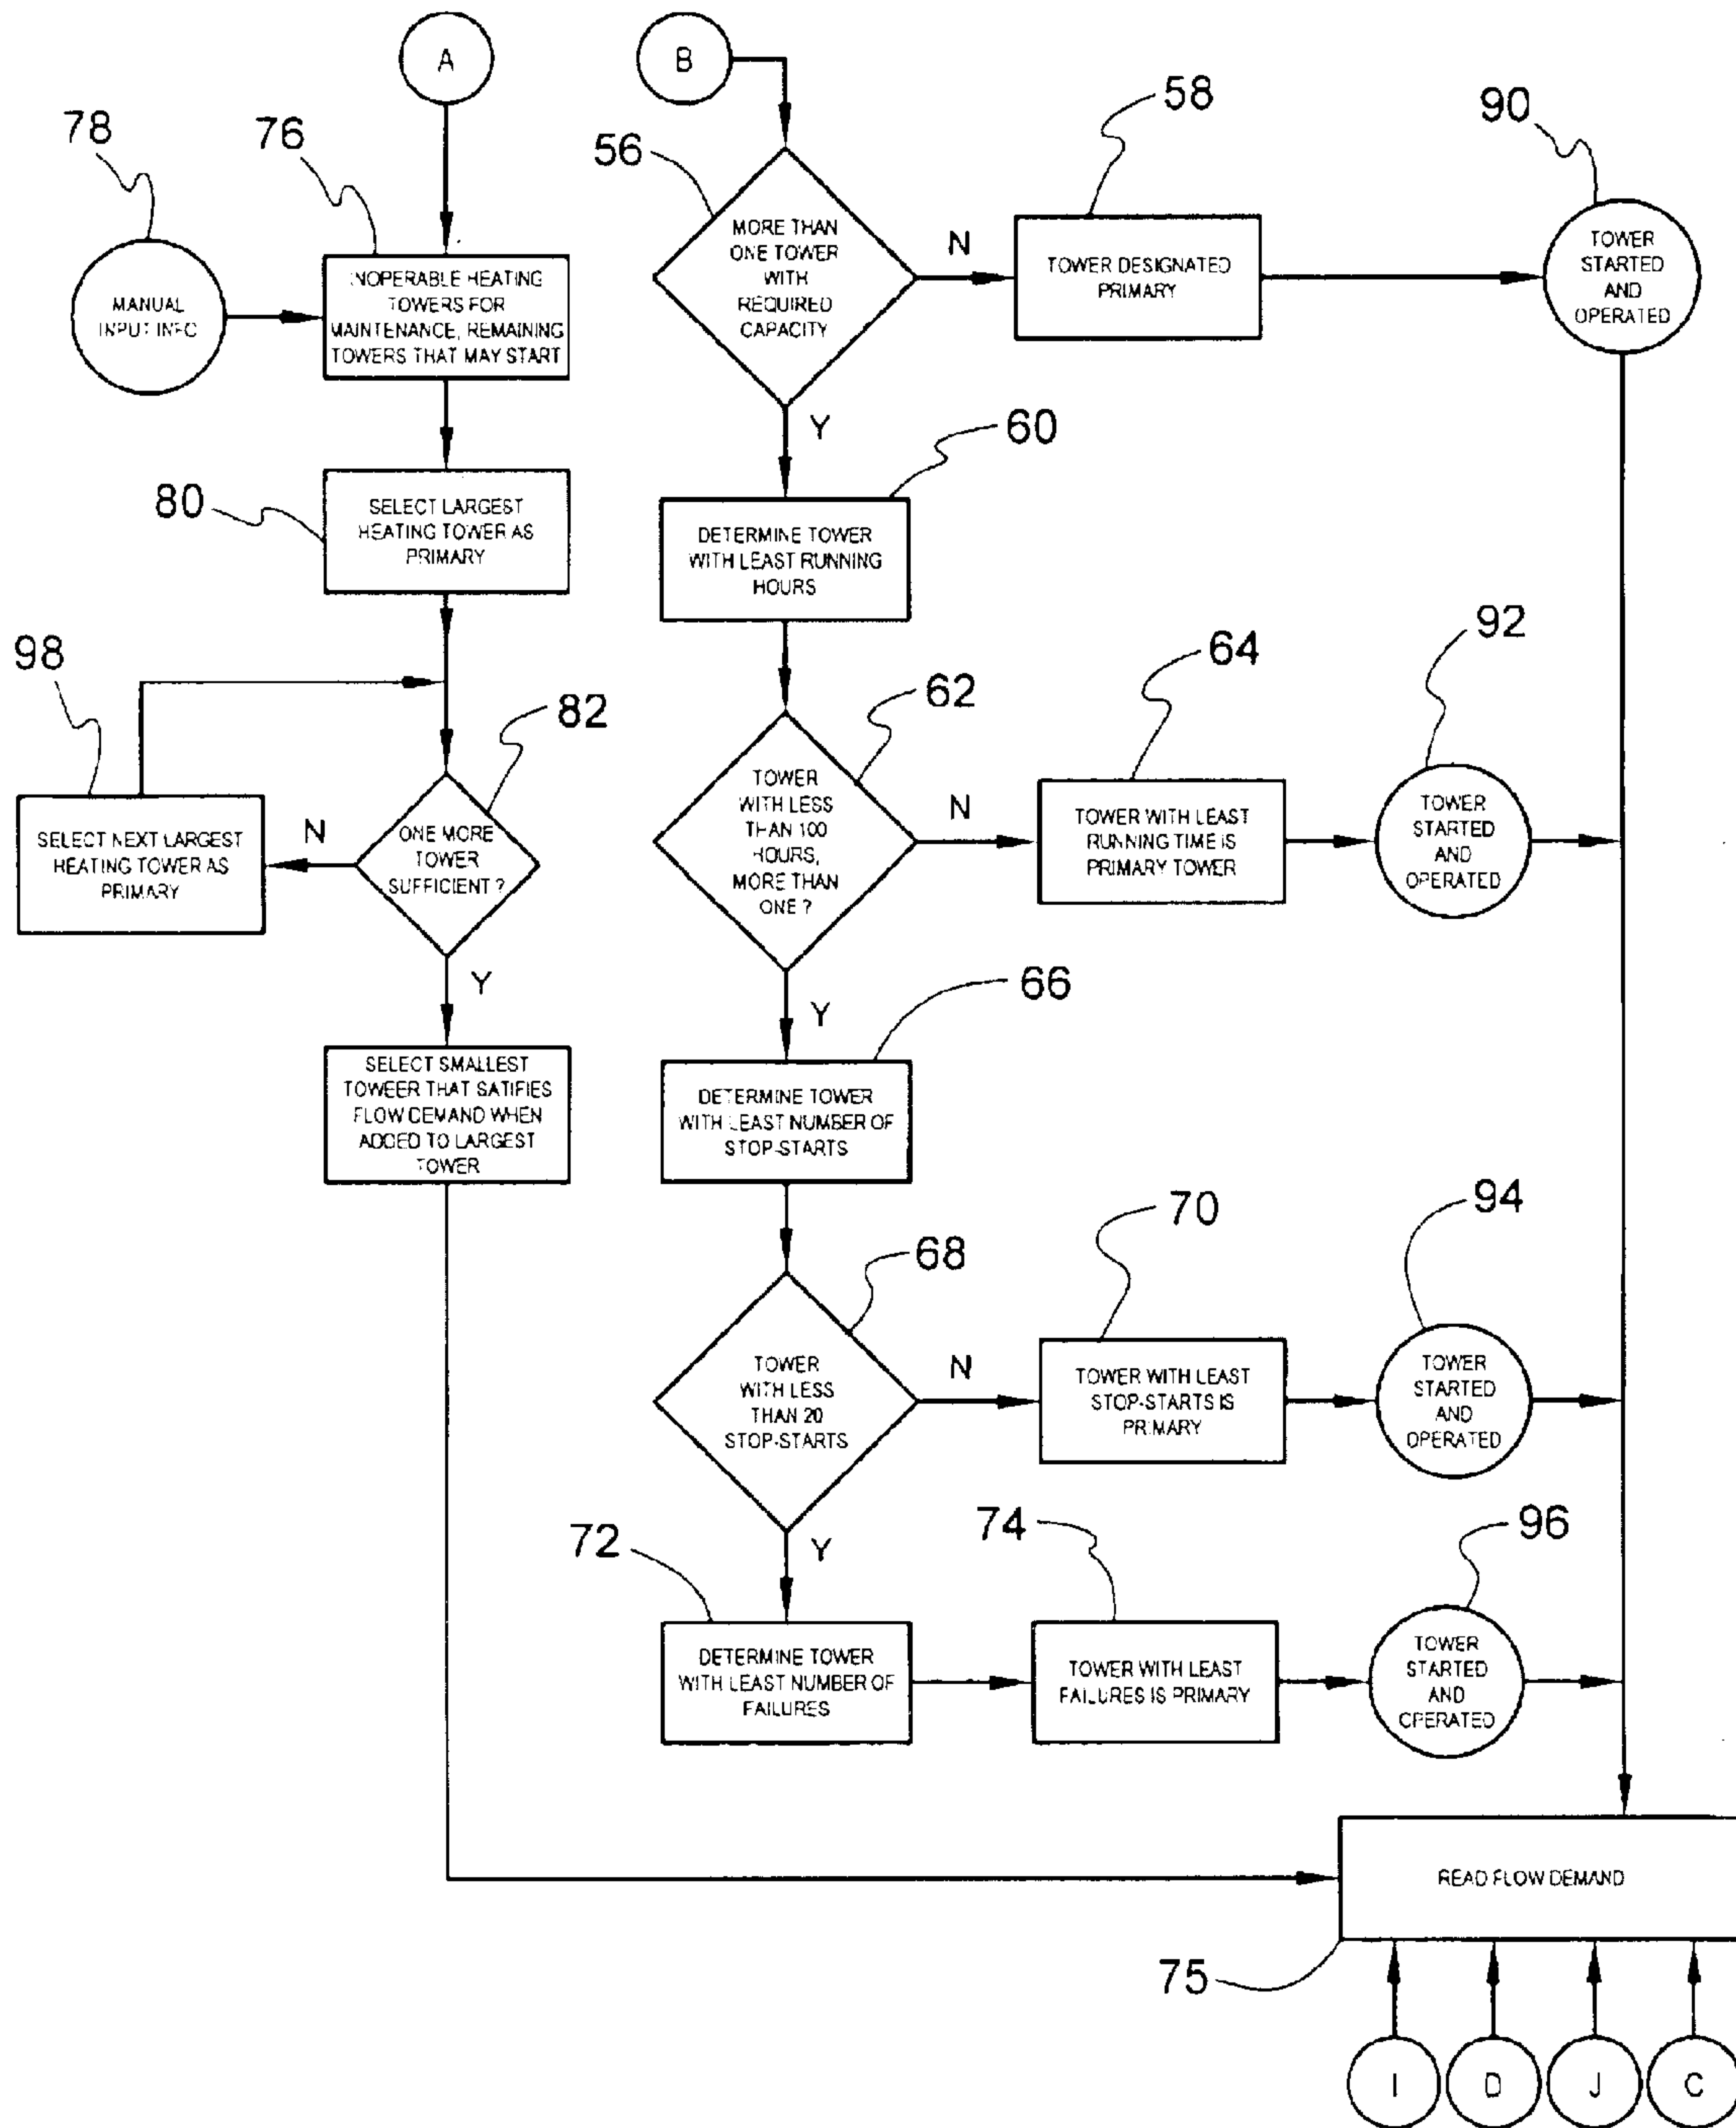 A
B
78
76
56
58
90
MANUAL
INPUT INFO
INOPERABLE HEATING
TOWERS FOR
MAINTENANCE, REMAINING
TOWERS THAT MAY START
MORE THAN
ONE TOWER
WITH
REQUIRED
CAPACITY
N
TOWER DESIGNATED
PRIMARY
TOWER
STARTED
AND
OPERATED
Y
60
80
SELECT LARGEST
HEATING TOWER AS
PRIMARY
DETERMINE TOWER
WITH LEAST RUNNING
HOURS
98
82
62
64
92
SELECT NEXT LARGEST
HEATING TOWER AS
PRIMARY
N
ONE MORE
TOWER
SUFFICIENT ?
TOWER
WITH LESS
THAN 100
HOURS,
MORE THAN
ONE ?
N
TOWER WITH LEAST
RUNNING TIME IS
PRIMARY TOWER
TOWER
STARTED
AND
OPERATED
Y
Y
66
SELECT SMALLEST
TOWEER THAT SATIFIES
FLOW DEMAND WHEN
ADDED TO LARGEST
TOWER
DETERMINE TOWER
WITH LEAST NUMBER OF
STOP-STARTS
68
70
94
TOWER
WITH LESS
THAN 20
STOP-STARTS
N
TOWER WITH LEAST
STOP-STARTS IS
PRIMARY
TOWER
STARTED
AND
OPERATED
Y
72
74
96
DETERMINE TOWER
WITH LEAST NUMBER OF
FAILURES
TOWER WITH LEAST
FAILURES IS PRIMARY
TOWER
STARTED
AND
OPERATED
READ FLOW DEMAND
75
I
D
J
C